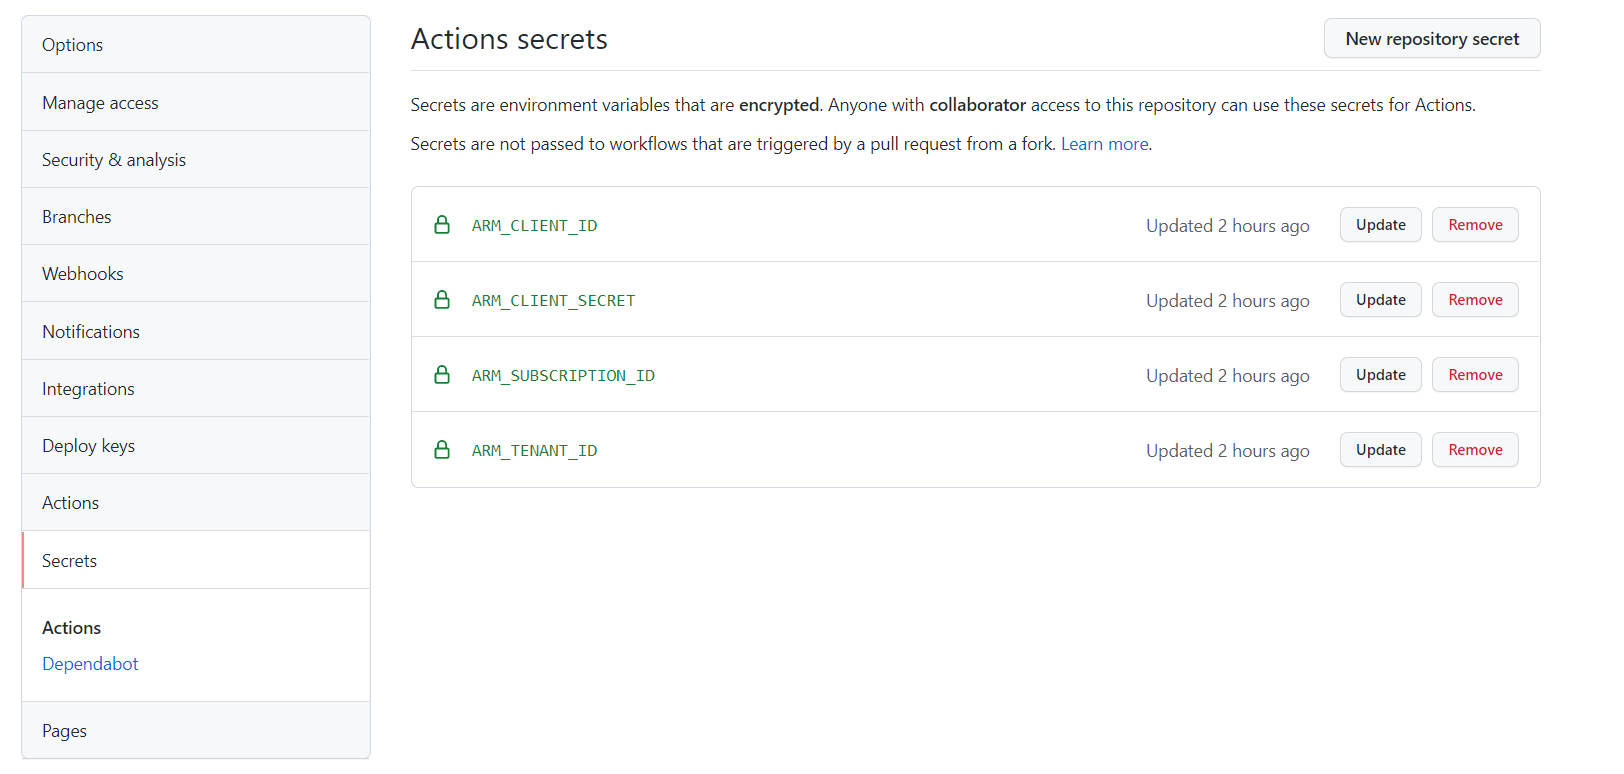 Options
Manage access
Security & analysis
Branches
Webhooks
Notifications
Integrations
Deploy keys
Actions
Secrets
Actions
Dependabot
Pages
Actions secrets
New repository secret
Secrets are environment variables that are encrypted. Anyone with collaborator access to this repository can use these secrets for Actions.
Secrets are not passed to workflows that are triggered by a pull request from a fork. Learn more.
ARM_CLIENT_ID Updated 2 hours ago Update Remove
ARM_CLIENT_SECRET Updated 2 hours ago Update Remove
ARM_SUBSCRIPTION_ID Updated 2 hours ago Update Remove
ARM_TENANT_ID Updated 2 hours ago Update Remove